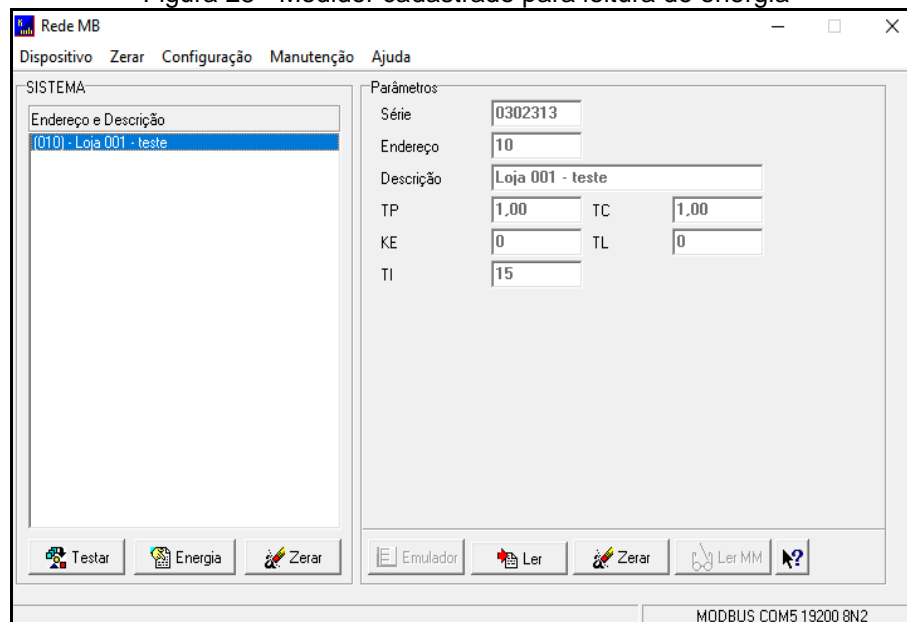 Figura 28 - Medidor cadastrado para leitura de energia
Rede MB
Dispositivo Zerar Configuração Manutenção Ajuda
SISTEMA
Endereço e Descrição
(010) - Loja 001 - teste
Testar Energia Zerar
Parâmetros
Série 0302313
Endereço 10
Descrição Loja 001 - teste
TP 1,00 TC 1,00
KE 0 TL 0
TI 15
Emulador Ler Zerar Ler MM
MODBUS COM5 19200 8N2